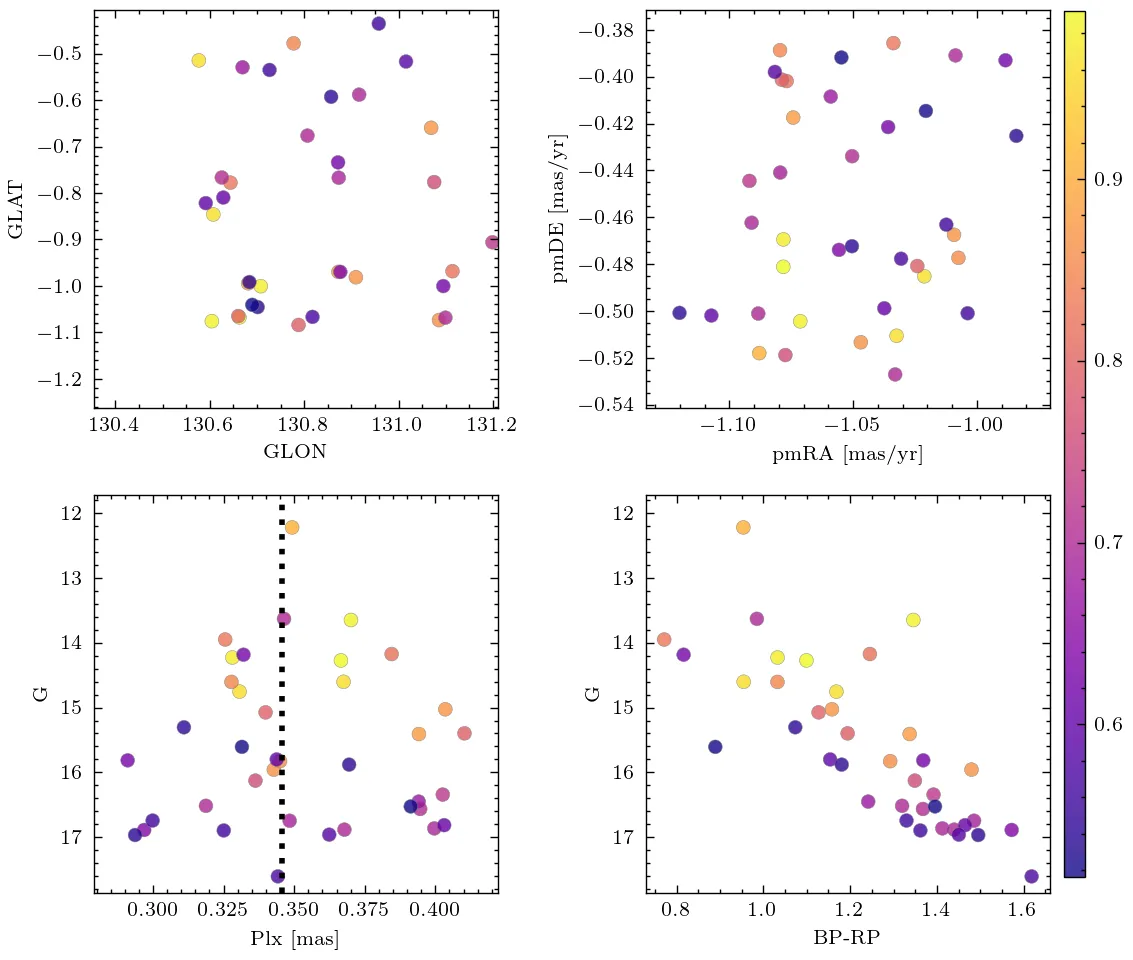 −0.5
−0.6
−0.7
−0.8
−0.9
−1.0
−1.1
−1.2
GLAT
130.4 130.6 130.8 131.0 131.2
GLON
−0.38
−0.40
−0.42
−0.44
−0.46
−0.48
−0.50
−0.52
−0.54
pmDE [mas/yr]
−1.10 −1.05 −1.00
pmRA [mas/yr]
12
13
14
15
16
17
G
0.300 0.325 0.350 0.375 0.400
Plx [mas]
12
13
14
15
16
17
G
0.8 1.0 1.2 1.4 1.6
BP-RP
0.9
0.8
0.7
0.6